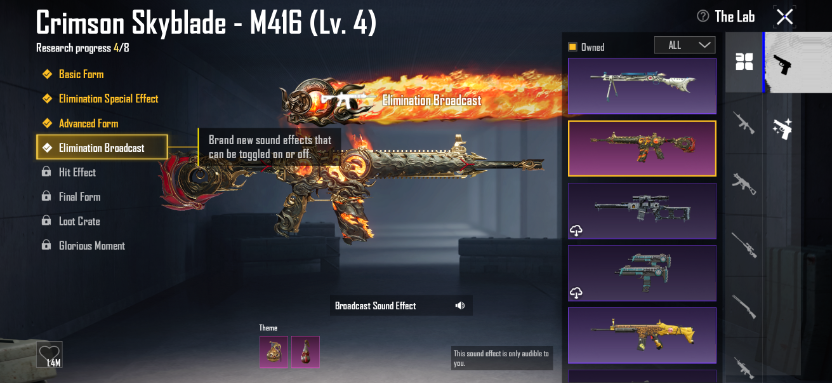 Crimson Skyblade - M416 (Lv. 4)
The Lab
Research progress 4/8
Owned
ALL
Basic Form
Elimination Special Effect
Advanced Form
Elimination Broadcast
Hit Effect
Final Form
Loot Crate
Glorious Moment
Elimination Broadcast
Brand new sound effects that
can be toggled on or off.
Broadcast Sound Effect
Theme
1.4M
This sound effect is only audible to
you.